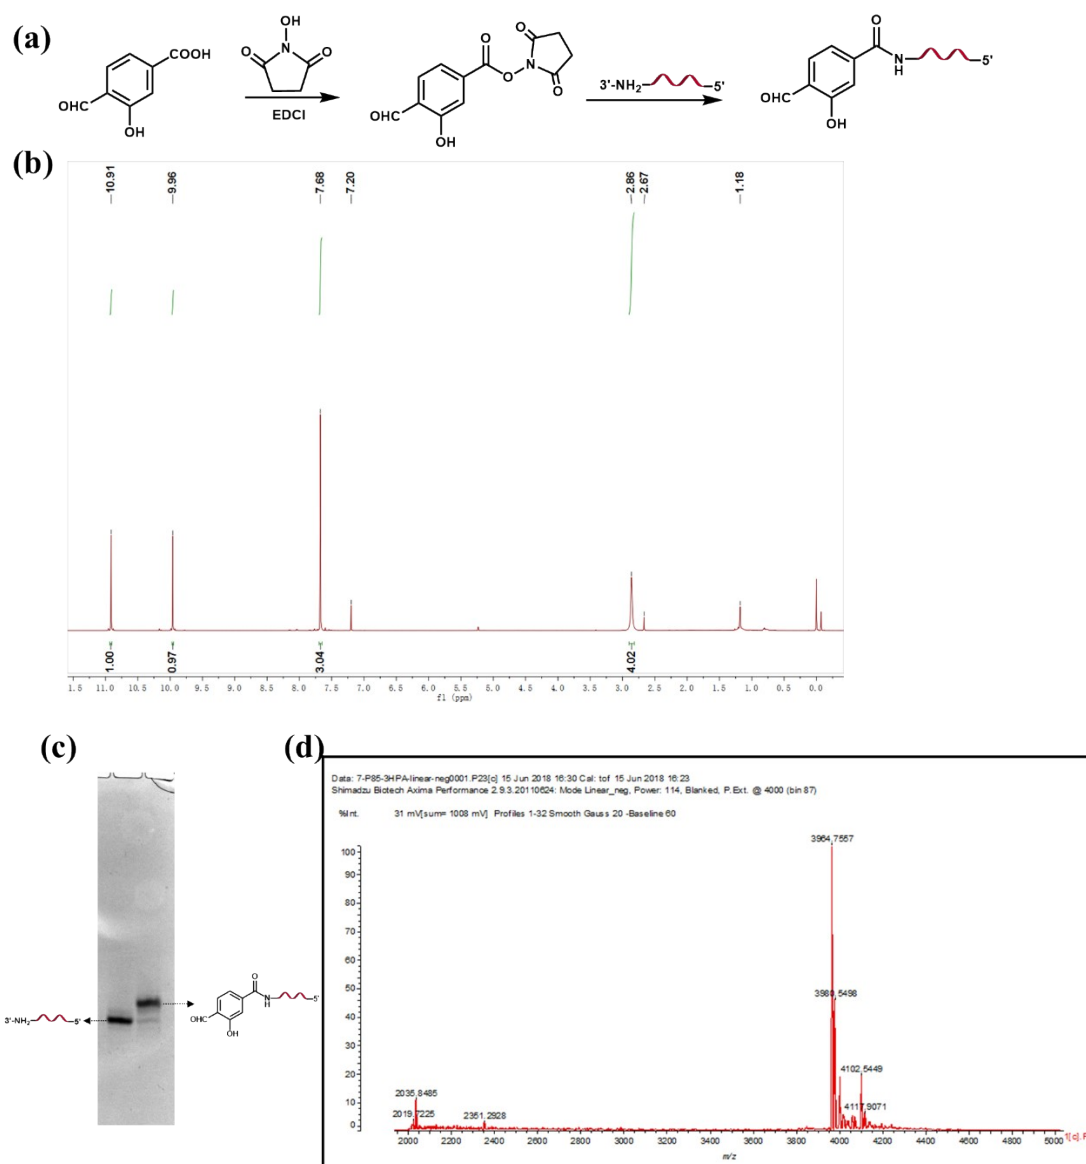 (a)
COOH
OHC
OH
OH
N
O
O
EDCI
O
O
N
O
O
OHC
OH
3'-NH2
5'
O
N
H
5'
OHC
OH
(b)
10.91
9.96
7.68
7.20
2.86
2.67
1.18
1.00
0.97
3.04
4.02
1.5 11.0 10.5 10.0 9.5 9.0 8.5 8.0 7.5 7.0 6.5 6.0 5.5 5.0 4.5 4.0 3.5 3.0 2.5 2.0 1.5 1.0 0.5 0.0
f1 (ppm)
(c)
3'-NH2
5'
O
N
H
5'
OHC
OH
(d)
Data: 7-P85-3HPA-linear-neg0001.P23[c] 15 Jun 2018 16:30 Cal: tof 15 Jun 2018 16:23
Shimadzu Biotech Axima Performance 2.9.3.20110624: Mode Linear_neg, Power: 114, Blanked, P.Ext. @ 4000 (bin 87)
%Int. 31 mV[sum= 1008 mV] Profiles 1-32 Smooth Gauss 20 -Baseline 60
100
90
80
70
60
50
40
30
20
10
0
3964.7557
3980.5498
4102.5449
4117.9071
2035.8485
2019.7225
2351.2928
2000 2200 2400 2600 2800 3000 3200 3400 3600 3800 4000 4200 4400 4600 4800 5000
m/z